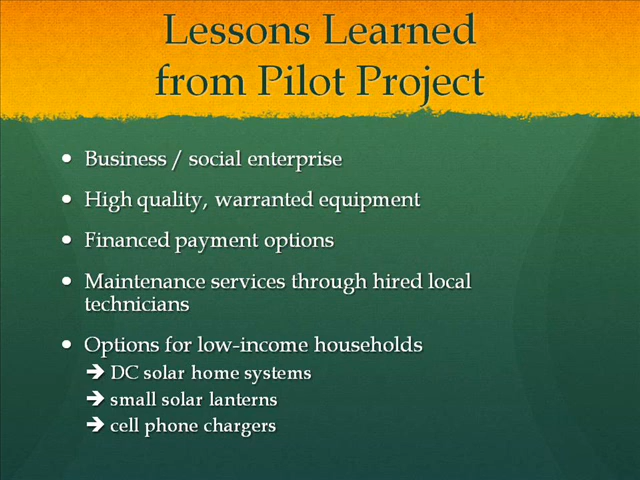 Lessons Learned
from Pilot Project
• Business / social enterprise
• High quality, warranted equipment
• Financed payment options
• Maintenance services through hired local
technicians
• Options for low-income households
➔ DC solar home systems
➔ small solar lanterns
➔ cell phone chargers